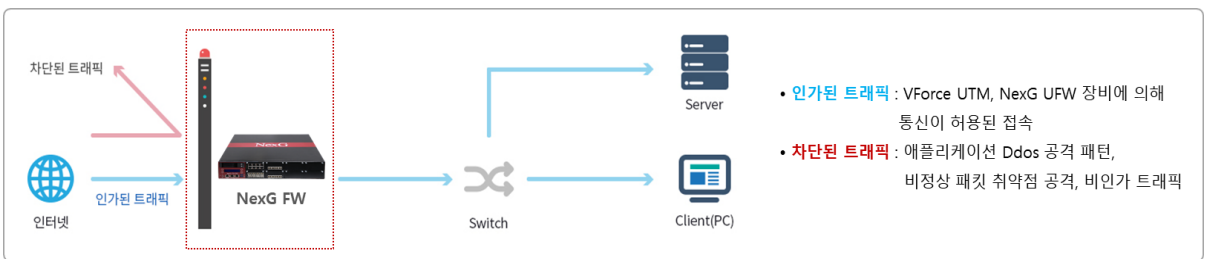 차단된 트래픽
인터넷
인가된 트래픽
NexG
NexG FW
Switch
Server
Client(PC)
• 인가된 트래픽 : VForce UTM, NexG UFW 장비에 의해
통신이 허용된 접속
• 차단된 트래픽 : 애플리케이션 Ddos 공격 패턴,
비정상 패킷 취약점 공격, 비인가 트래픽